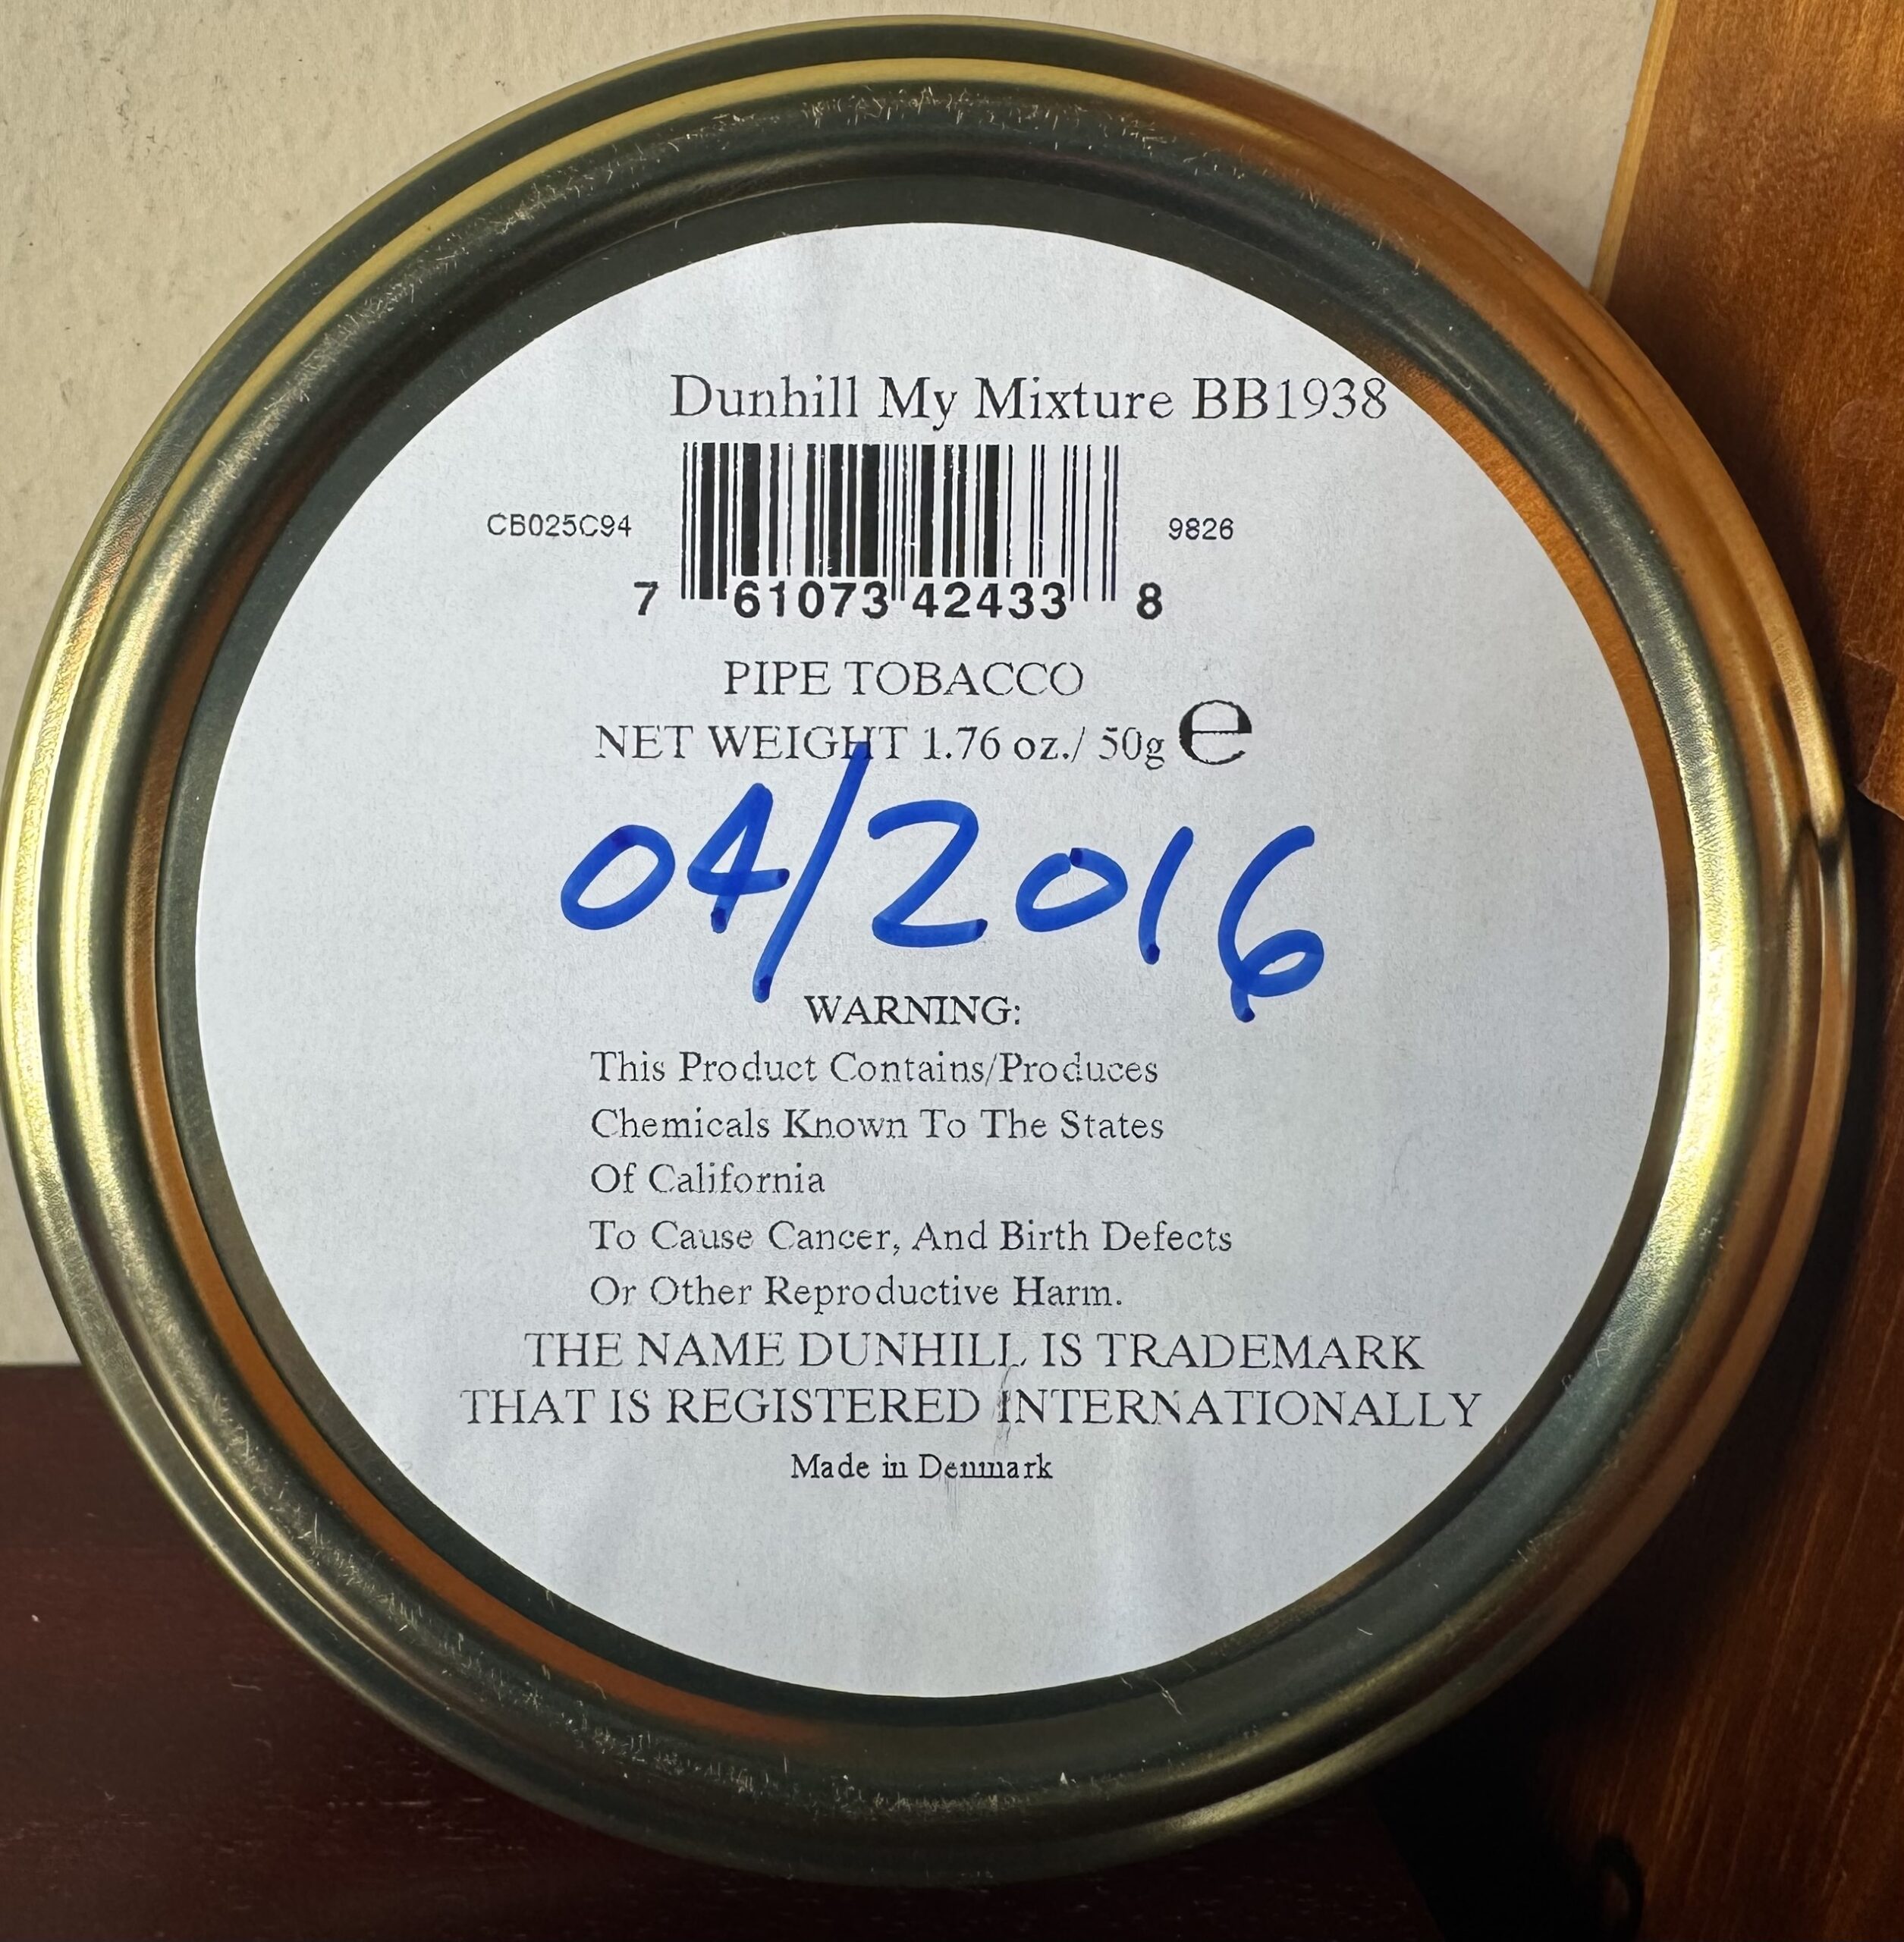 Dunhill My Mixture BB1938
CB025C94
9826
7 61073 42433 8
PIPE TOBACCO
NET WEIGHT 1.76 oz./ 50g e
04/2016
WARNING:
This Product Contains/Produces
Chemicals Known To The States
Of California
To Cause Cancer, And Birth Defects
Or Other Reproductive Harm.
THE NAME DUNHILL IS TRADEMARK
THAT IS REGISTERED INTERNATIONALLY
Made in Denmark